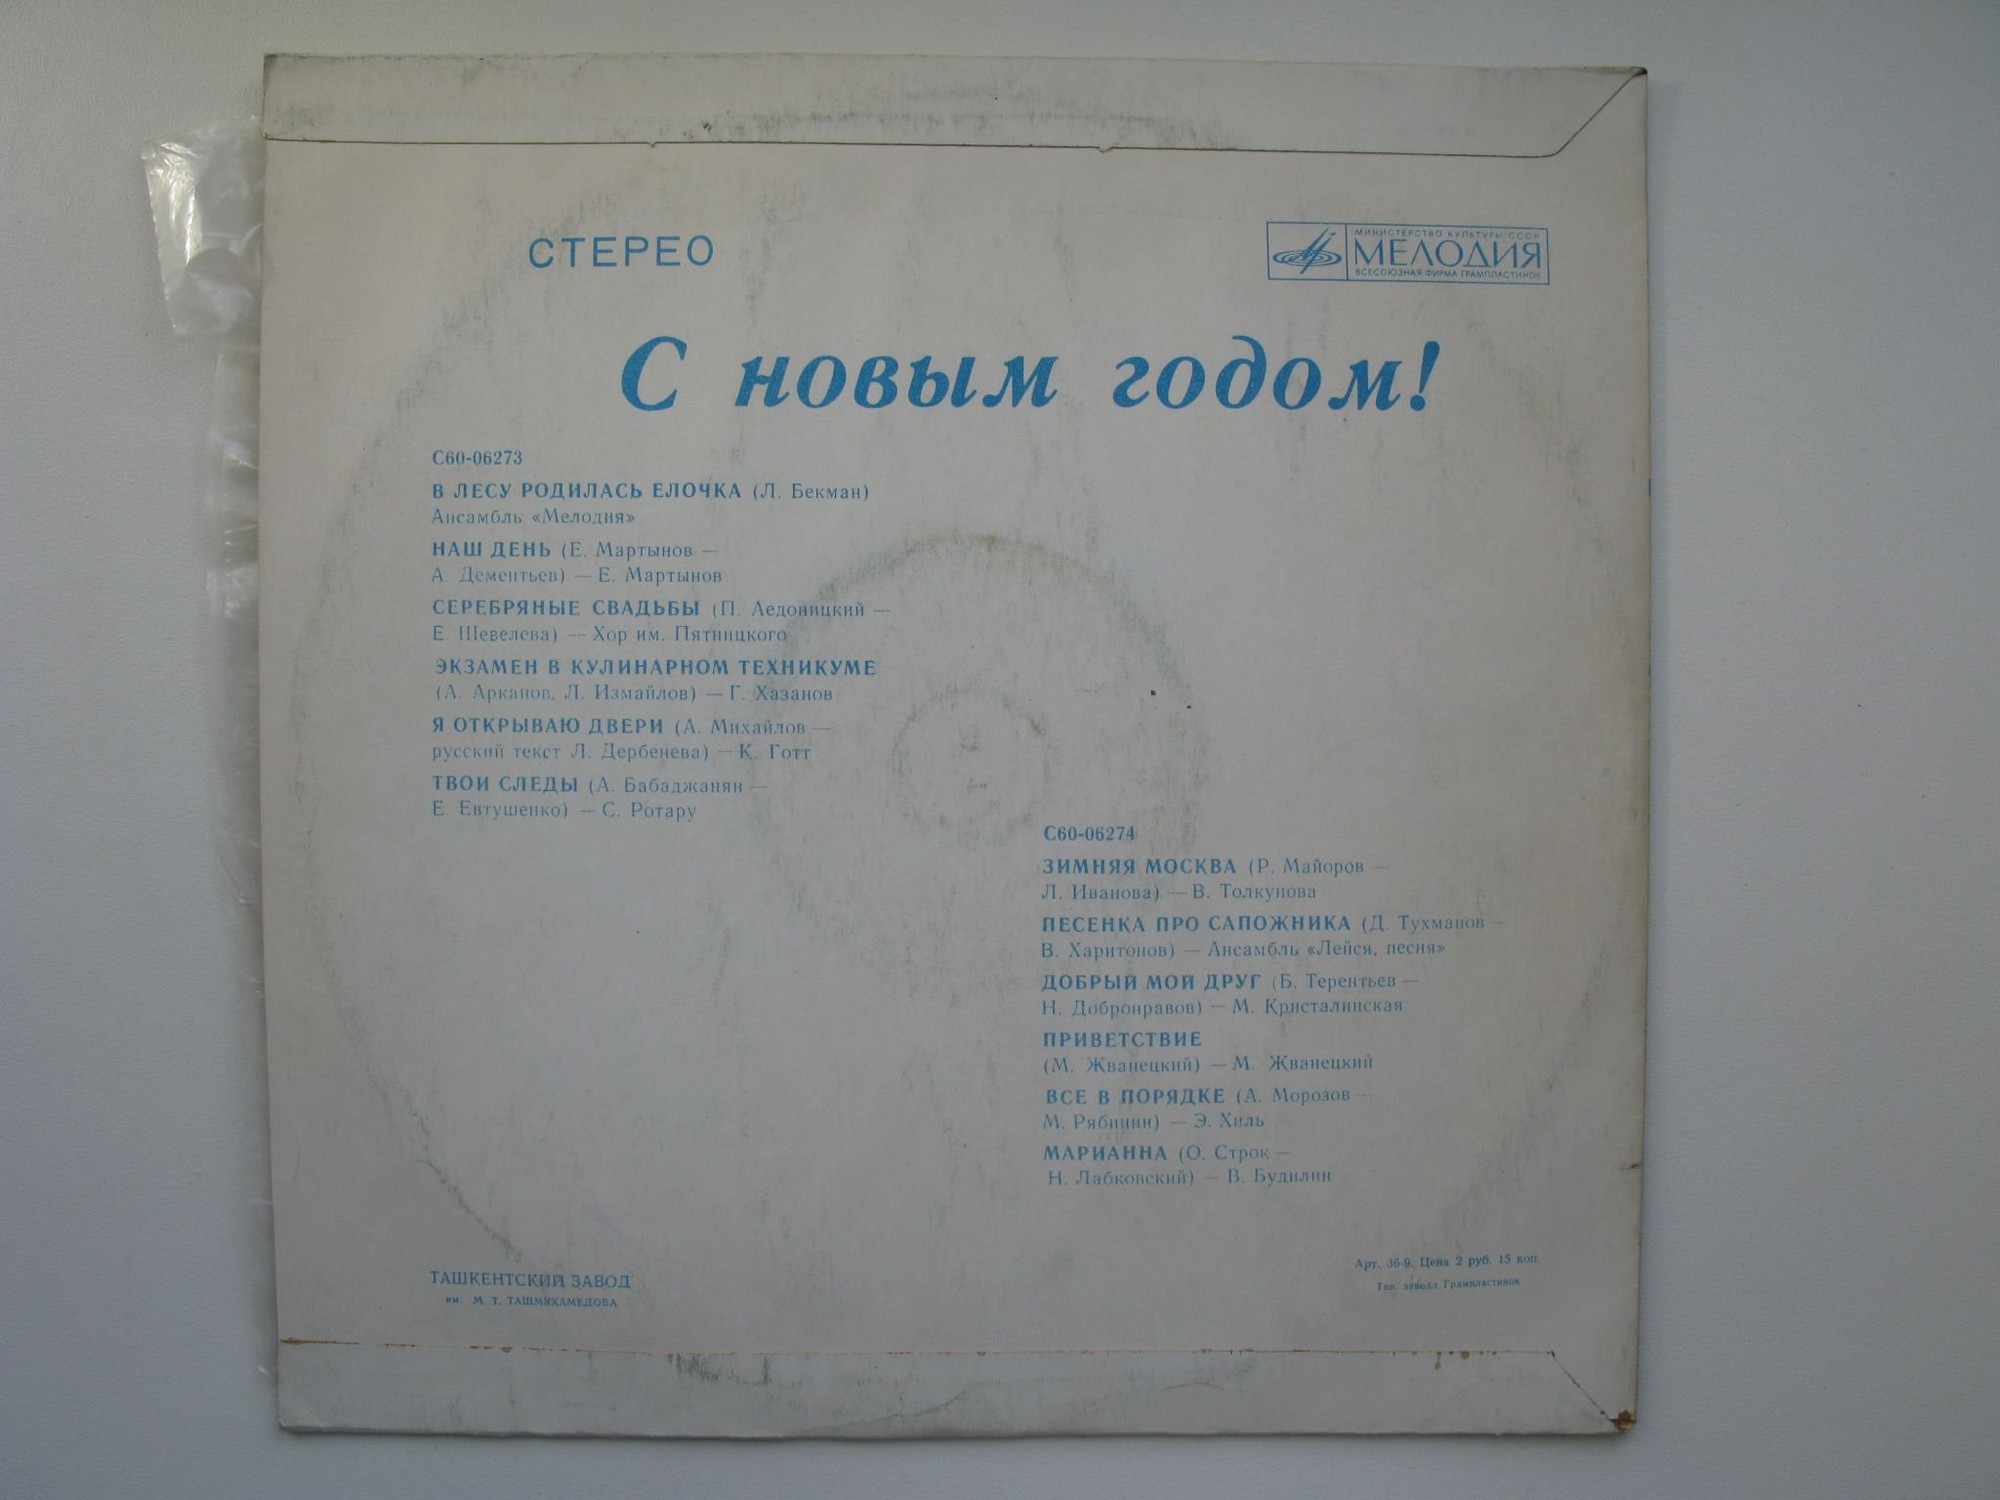 СТЕРЕО
МИНИСТЕРСТВО КУЛЬТУРЫ СССР
МЕЛОДИЯ
ВСЕСОЮЗНАЯ ФИРМА ГРАМПЛАСТИНОК
С новым годом!
С60-06273
В ЛЕСУ РОДИЛАСЬ ЕЛОЧКА (Л. Бекман)
Ансамбль «Мелодия»
НАШ ДЕНЬ (Е. Мартынов —
А. Дементьев) — Е. Мартынов
СЕРЕБРЯНЫЕ СВАДЬБЫ (П. Аедоницкий —
Е. Шевелева) — Хор им. Пятницкого
ЭКЗАМЕН В КУЛИНАРНОМ ТЕХНИКУМЕ
(А. Арканов, Л. Измайлов) — Г. Хазанов
Я ОТКРЫВАЮ ДВЕРИ (А. Михайлов —
русский текст Л. Дербенева) — К. Готт
ТВОИ СЛЕДЫ (А. Бабаджанян —
Е. Евтушенко) — С. Ротару
С60-06274
ЗИМНЯЯ МОСКВА (Р. Майоров —
Л. Иванова) — В. Толкунова
ПЕСЕНКА ПРО САПОЖНИКА (Д. Тухманов —
В. Харитонов) — Ансамбль «Лейся, песня»
ДОБРЫЙ МОЙ ДРУГ (Б. Терентьев —
Н. Добронравов) — М. Кристалинская
ПРИВЕТСТВИЕ
(М. Жванецкий) — М. Жванецкий
ВСЕ В ПОРЯДКЕ (А. Морозов —
М. Рябинин) — Э. Хиль
МАРИАННА (О. Строк —
Н. Лабковский) — В. Будилин
ТАШКЕНТСКИЙ ЗАВОД
им. М. Т. ТАШМУХАМЕДОВА
Арт. 36-9. Цена 2 руб. 15 коп.
Тип. завода Грампластинок